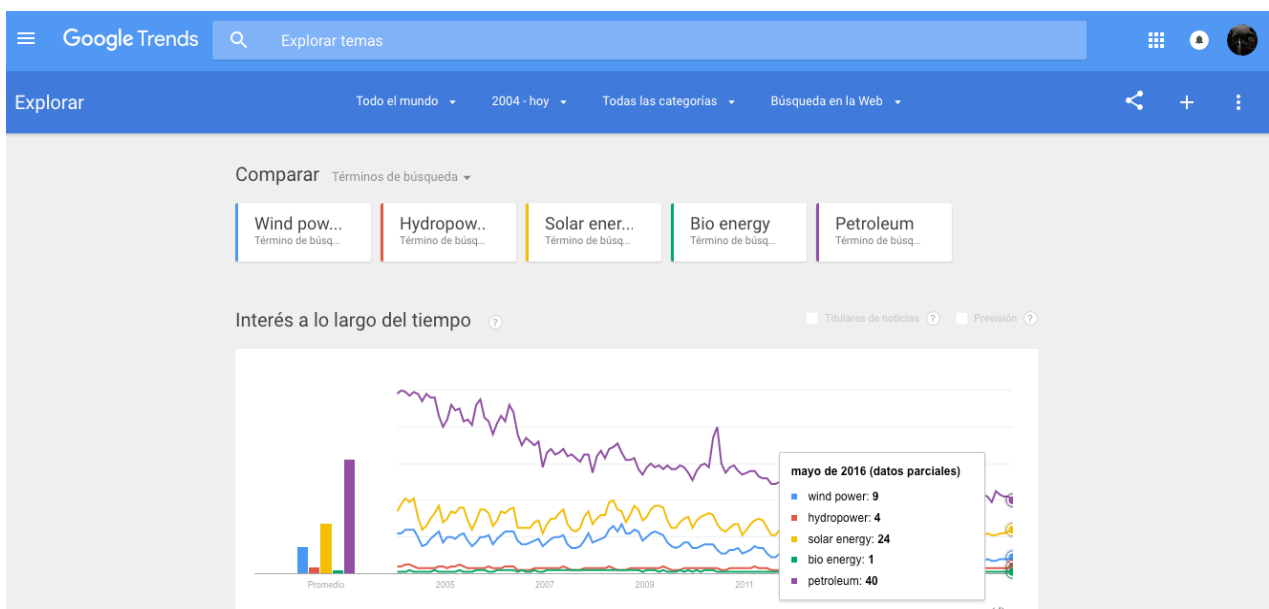 Google Trends
Explorar temas
Explorar
Todo el mundo
2004 - hoy
Todas las categorías
Búsqueda en la Web
Comparar Términos de búsqueda
Wind pow...
Término de búsq...
Hydropow..
Término de búsq...
Solar ener...
Término de búsq...
Bio energy
Término de búsq...
Petroleum
Término de búsq...
Interés a lo largo del tiempo ?
Titulares de noticias ?
Previsión ?
mayo de 2016 (datos parciales)
wind power: 9
hydropower: 4
solar energy: 24
bio energy: 1
petroleum: 40
Promedio
2005
2007
2009
2011